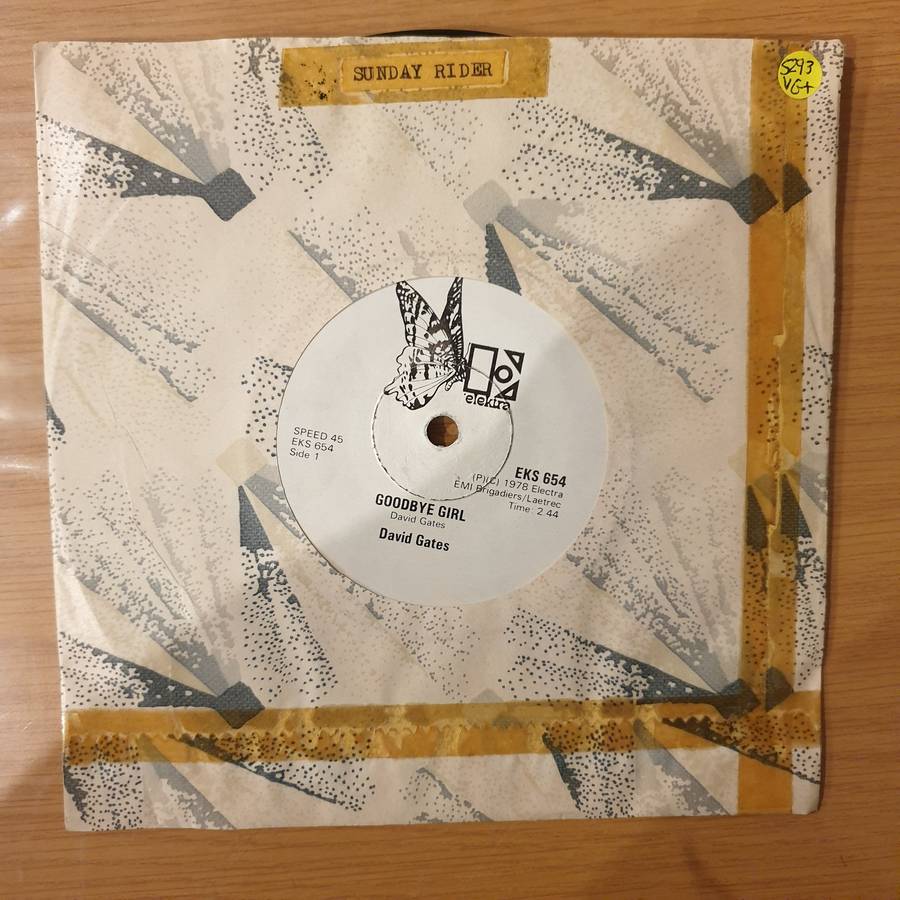 SUNDAY RIDER
5293
VG+
elektra
SPEED 45
EKS 654
Side 1
EKS 654
(P)(C) 1978 Electra
EMI Brigadiers/Laetrec
Time: 2.44
GOODBYE GIRL
David Gates
David Gates